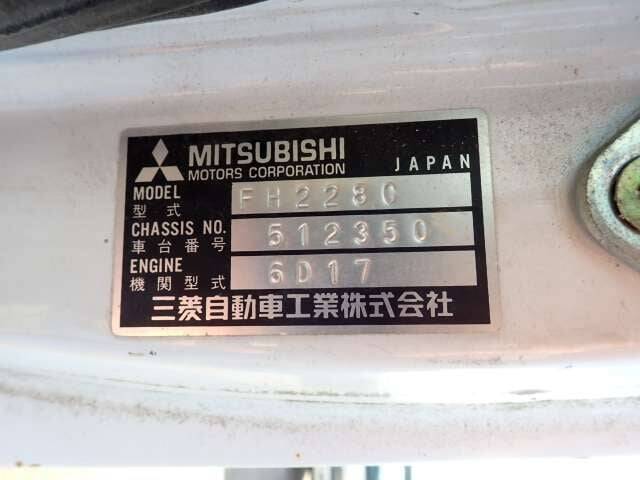 MITSUBISHI
MOTORS CORPORATION JAPAN
MODEL FH2280
型式
CHASSIS NO. 512350
車台番号
ENGINE 6D17
機関型式
三菱自動車工業株式会社